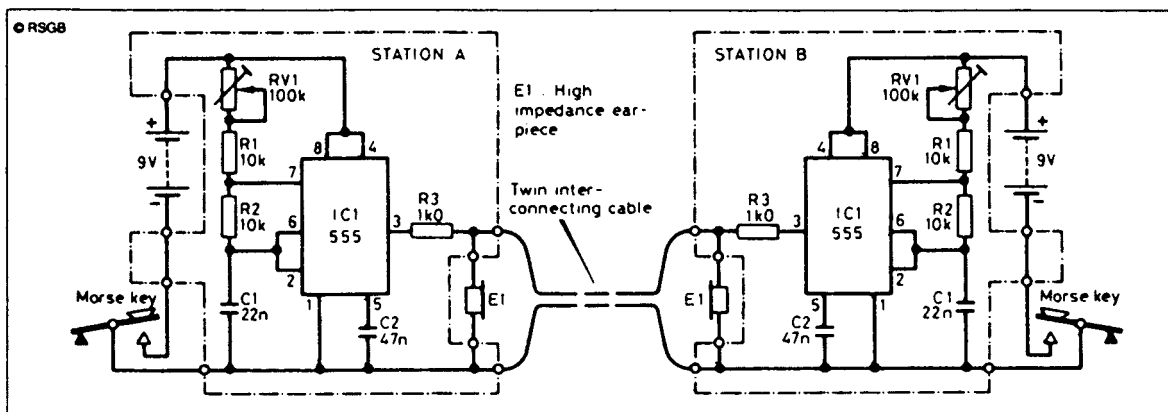 © RSGB
STATION A
RV1
100k
R1
10k
R2
10k
+
9V
−
8
4
7
6
2
3
1
5
IC1
555
R3
1k0
C1
22n
C2
47n
E1
Morse key
E1 : High
impedance ear-
piece
Twin inter-
connecting cable
STATION B
RV1
100k
R1
10k
R2
10k
+
9V
−
4
8
7
6
2
3
5
1
IC1
555
R3
1k0
E1
C2
47n
C1
22n
Morse key